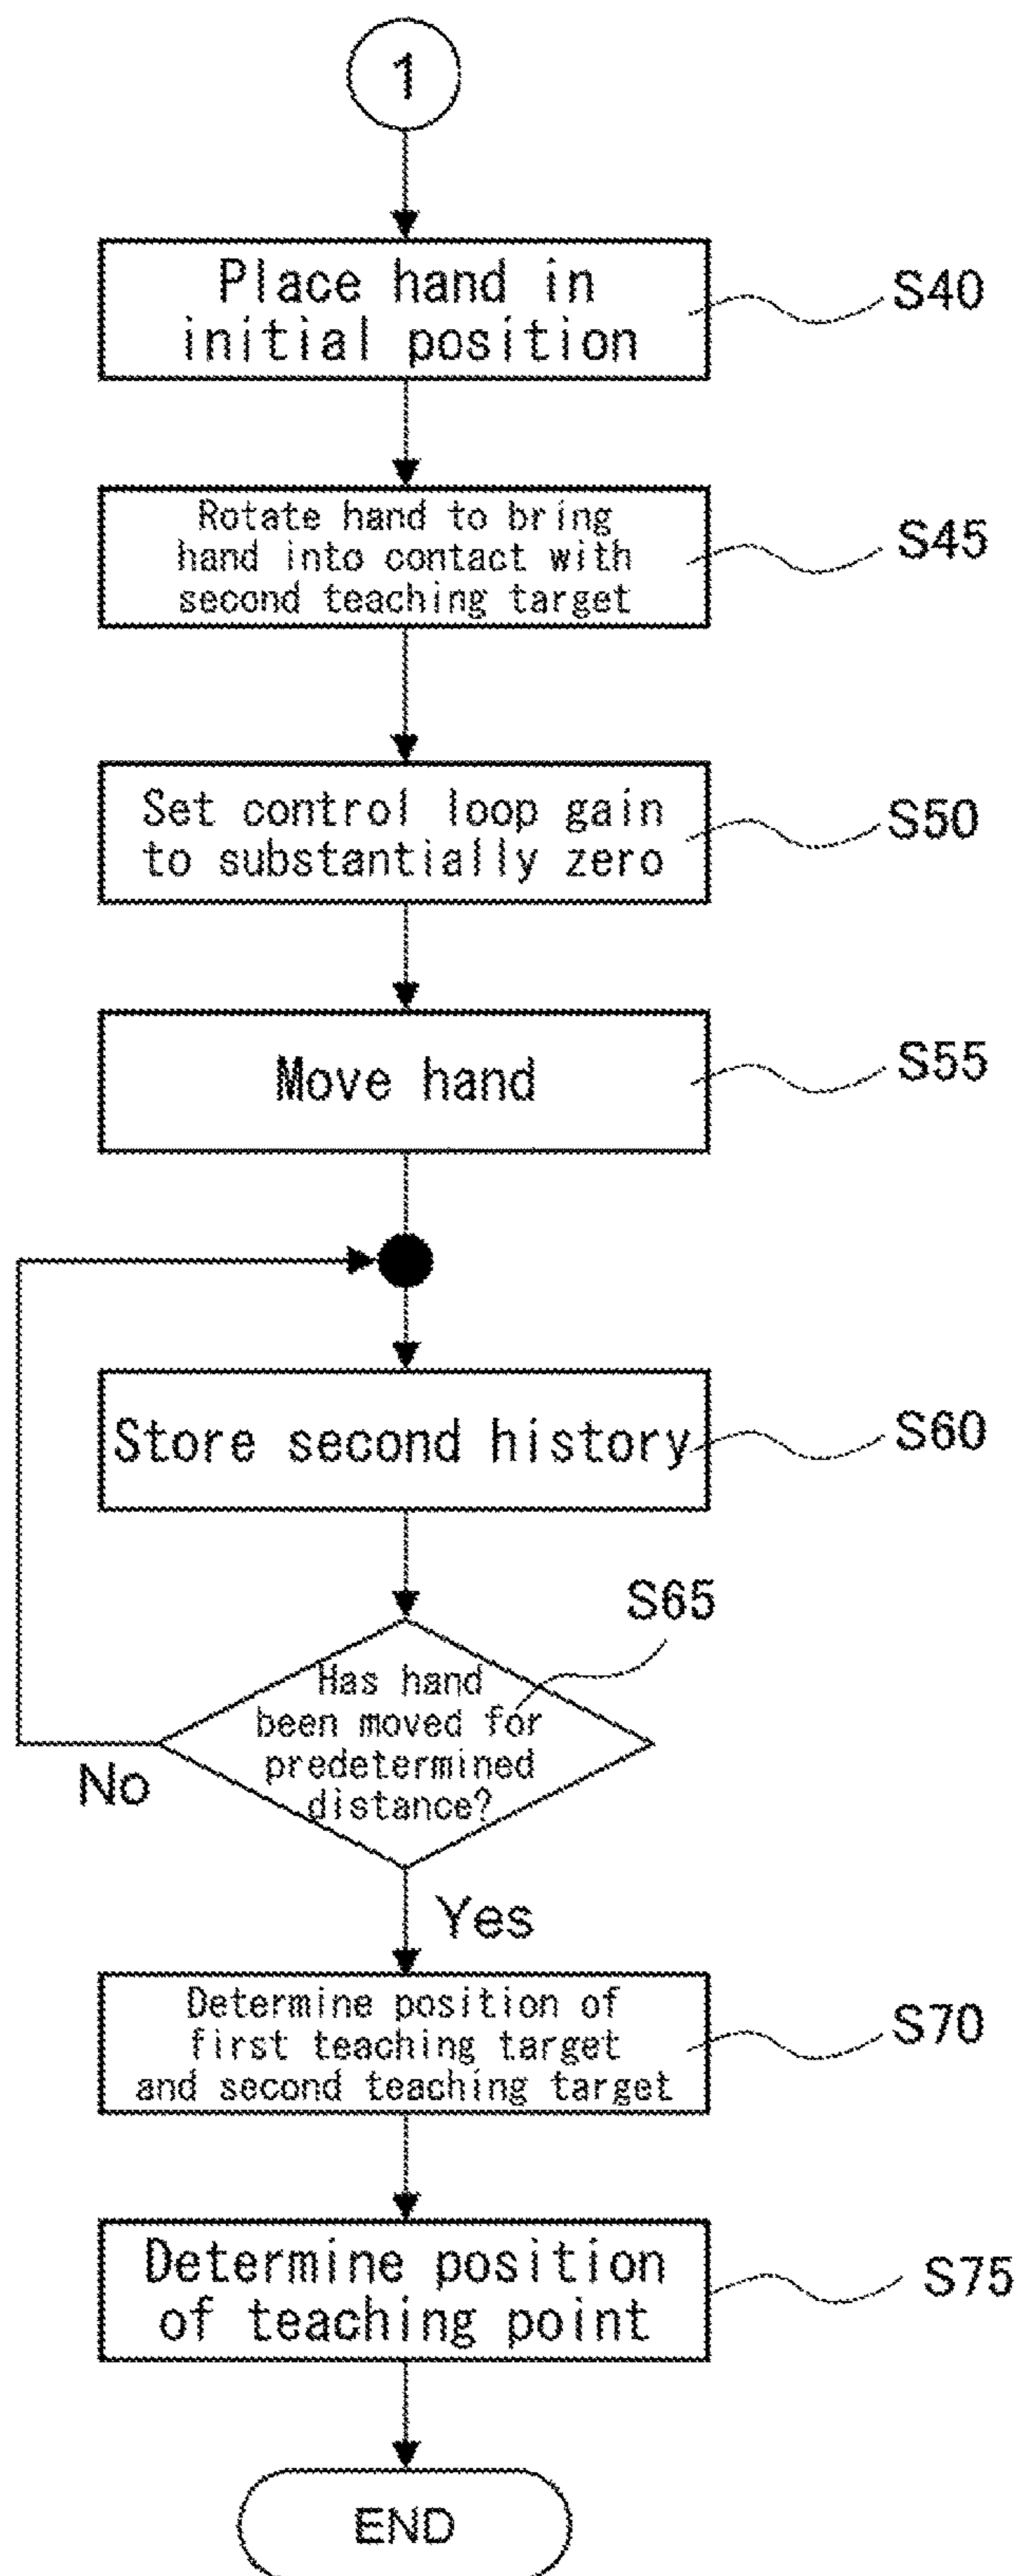 1
Place hand in
initial position
S40
Rotate hand to bring
hand into contact with
second teaching target
S45
Set control loop gain
to substantially zero
S50
Move hand
S55
Store second history
S60
S65
Has hand
been moved for
predetermined
distance?
No
Yes
Determine position of
first teaching target
and second teaching target
S70
Determine position
of teaching point
S75
END